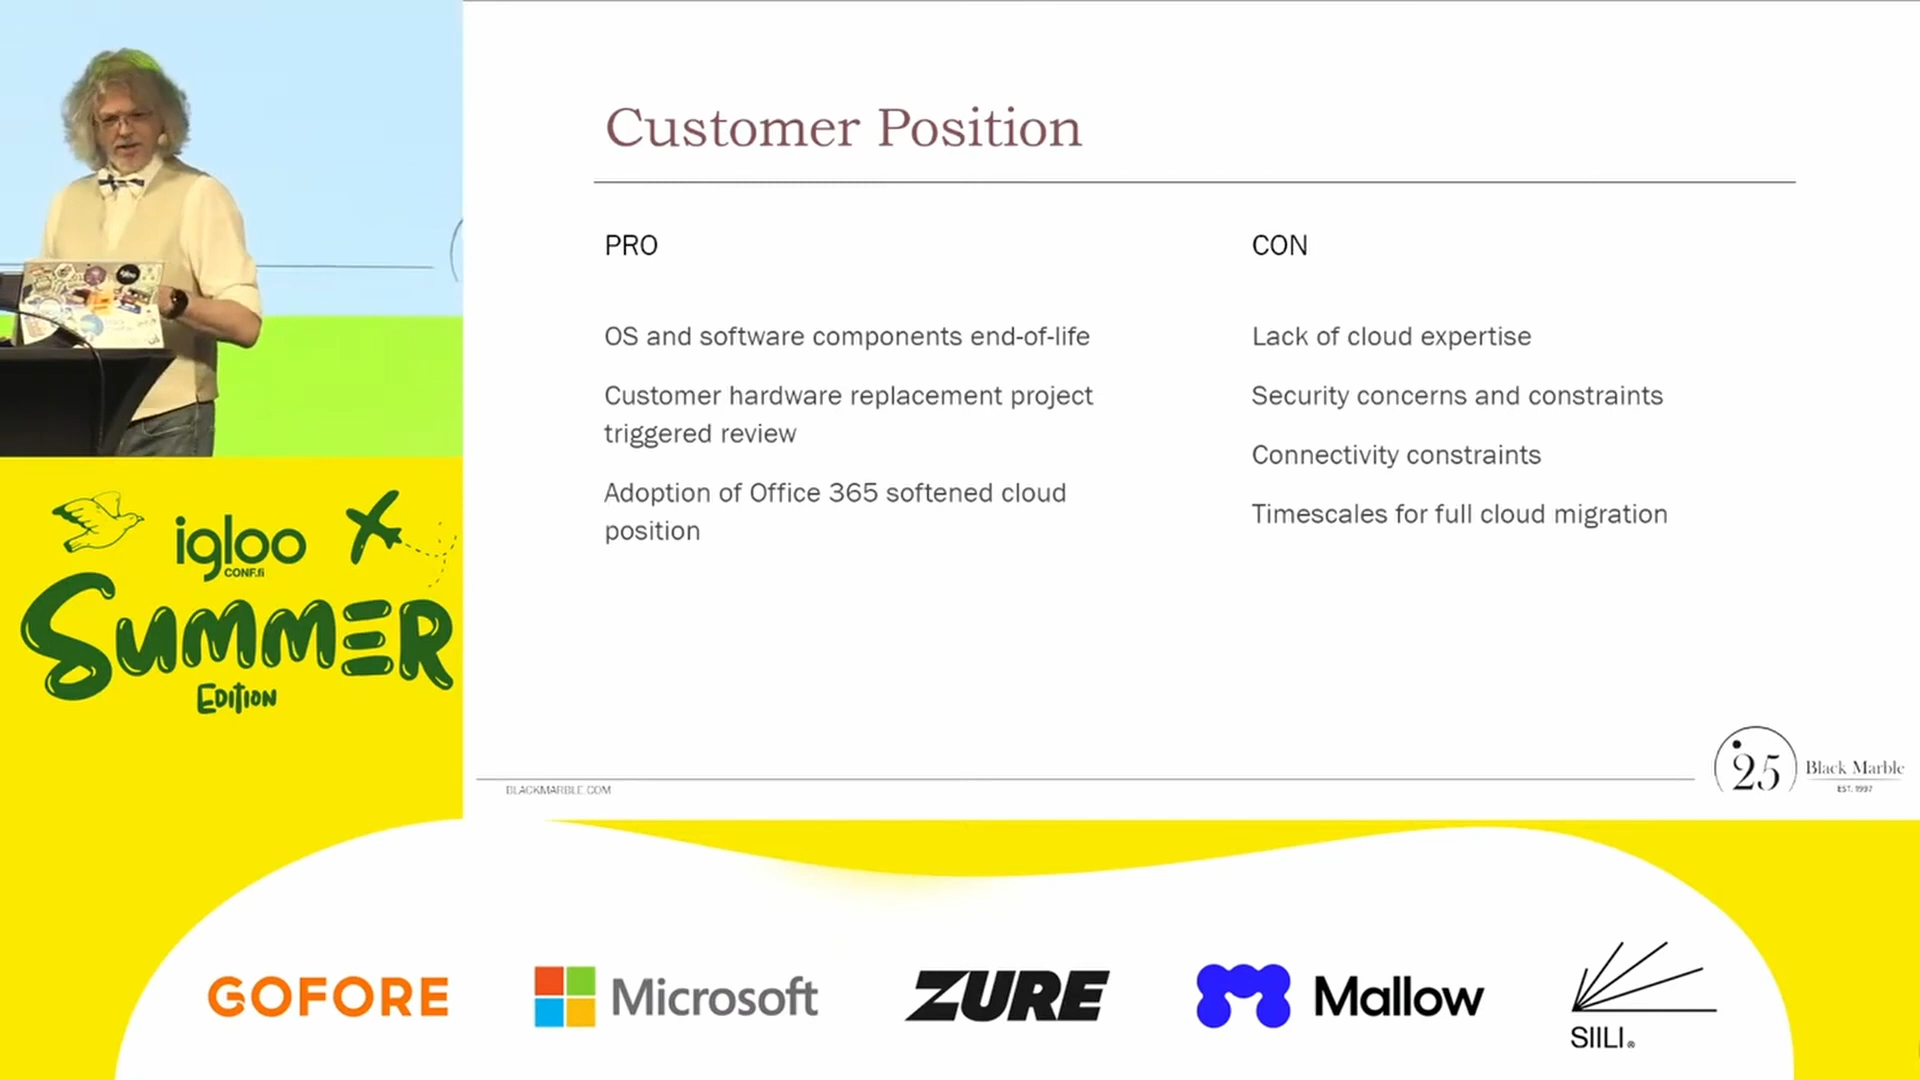 Customer Position
PRO
OS and software components end-of-life
Customer hardware replacement project
triggered review
Adoption of Office 365 softened cloud
position
CON
Lack of cloud expertise
Security concerns and constraints
Connectivity constraints
Timescales for full cloud migration
BLACKMARBLE.COM
25
Black Marble
EST. 1997
igloo
CONF.fi
SUMMER
EDITION
GOFORE
Microsoft
ZURE
Mallow
SIILI®